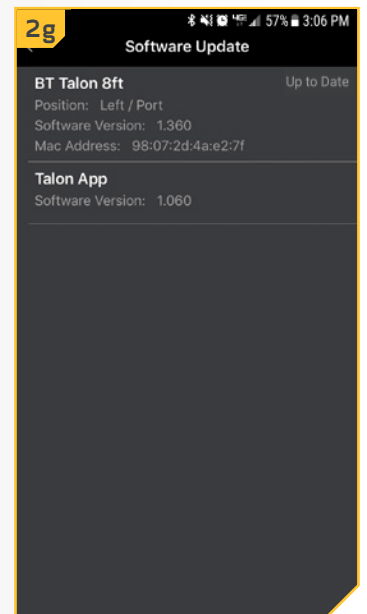 2g
57% 3:06 PM
Software Update
BT Talon 8ft Up to Date
Position: Left / Port
Software Version: 1.360
Mac Address: 98:07:2d:4a:e2:7f
Talon App
Software Version: 1.060